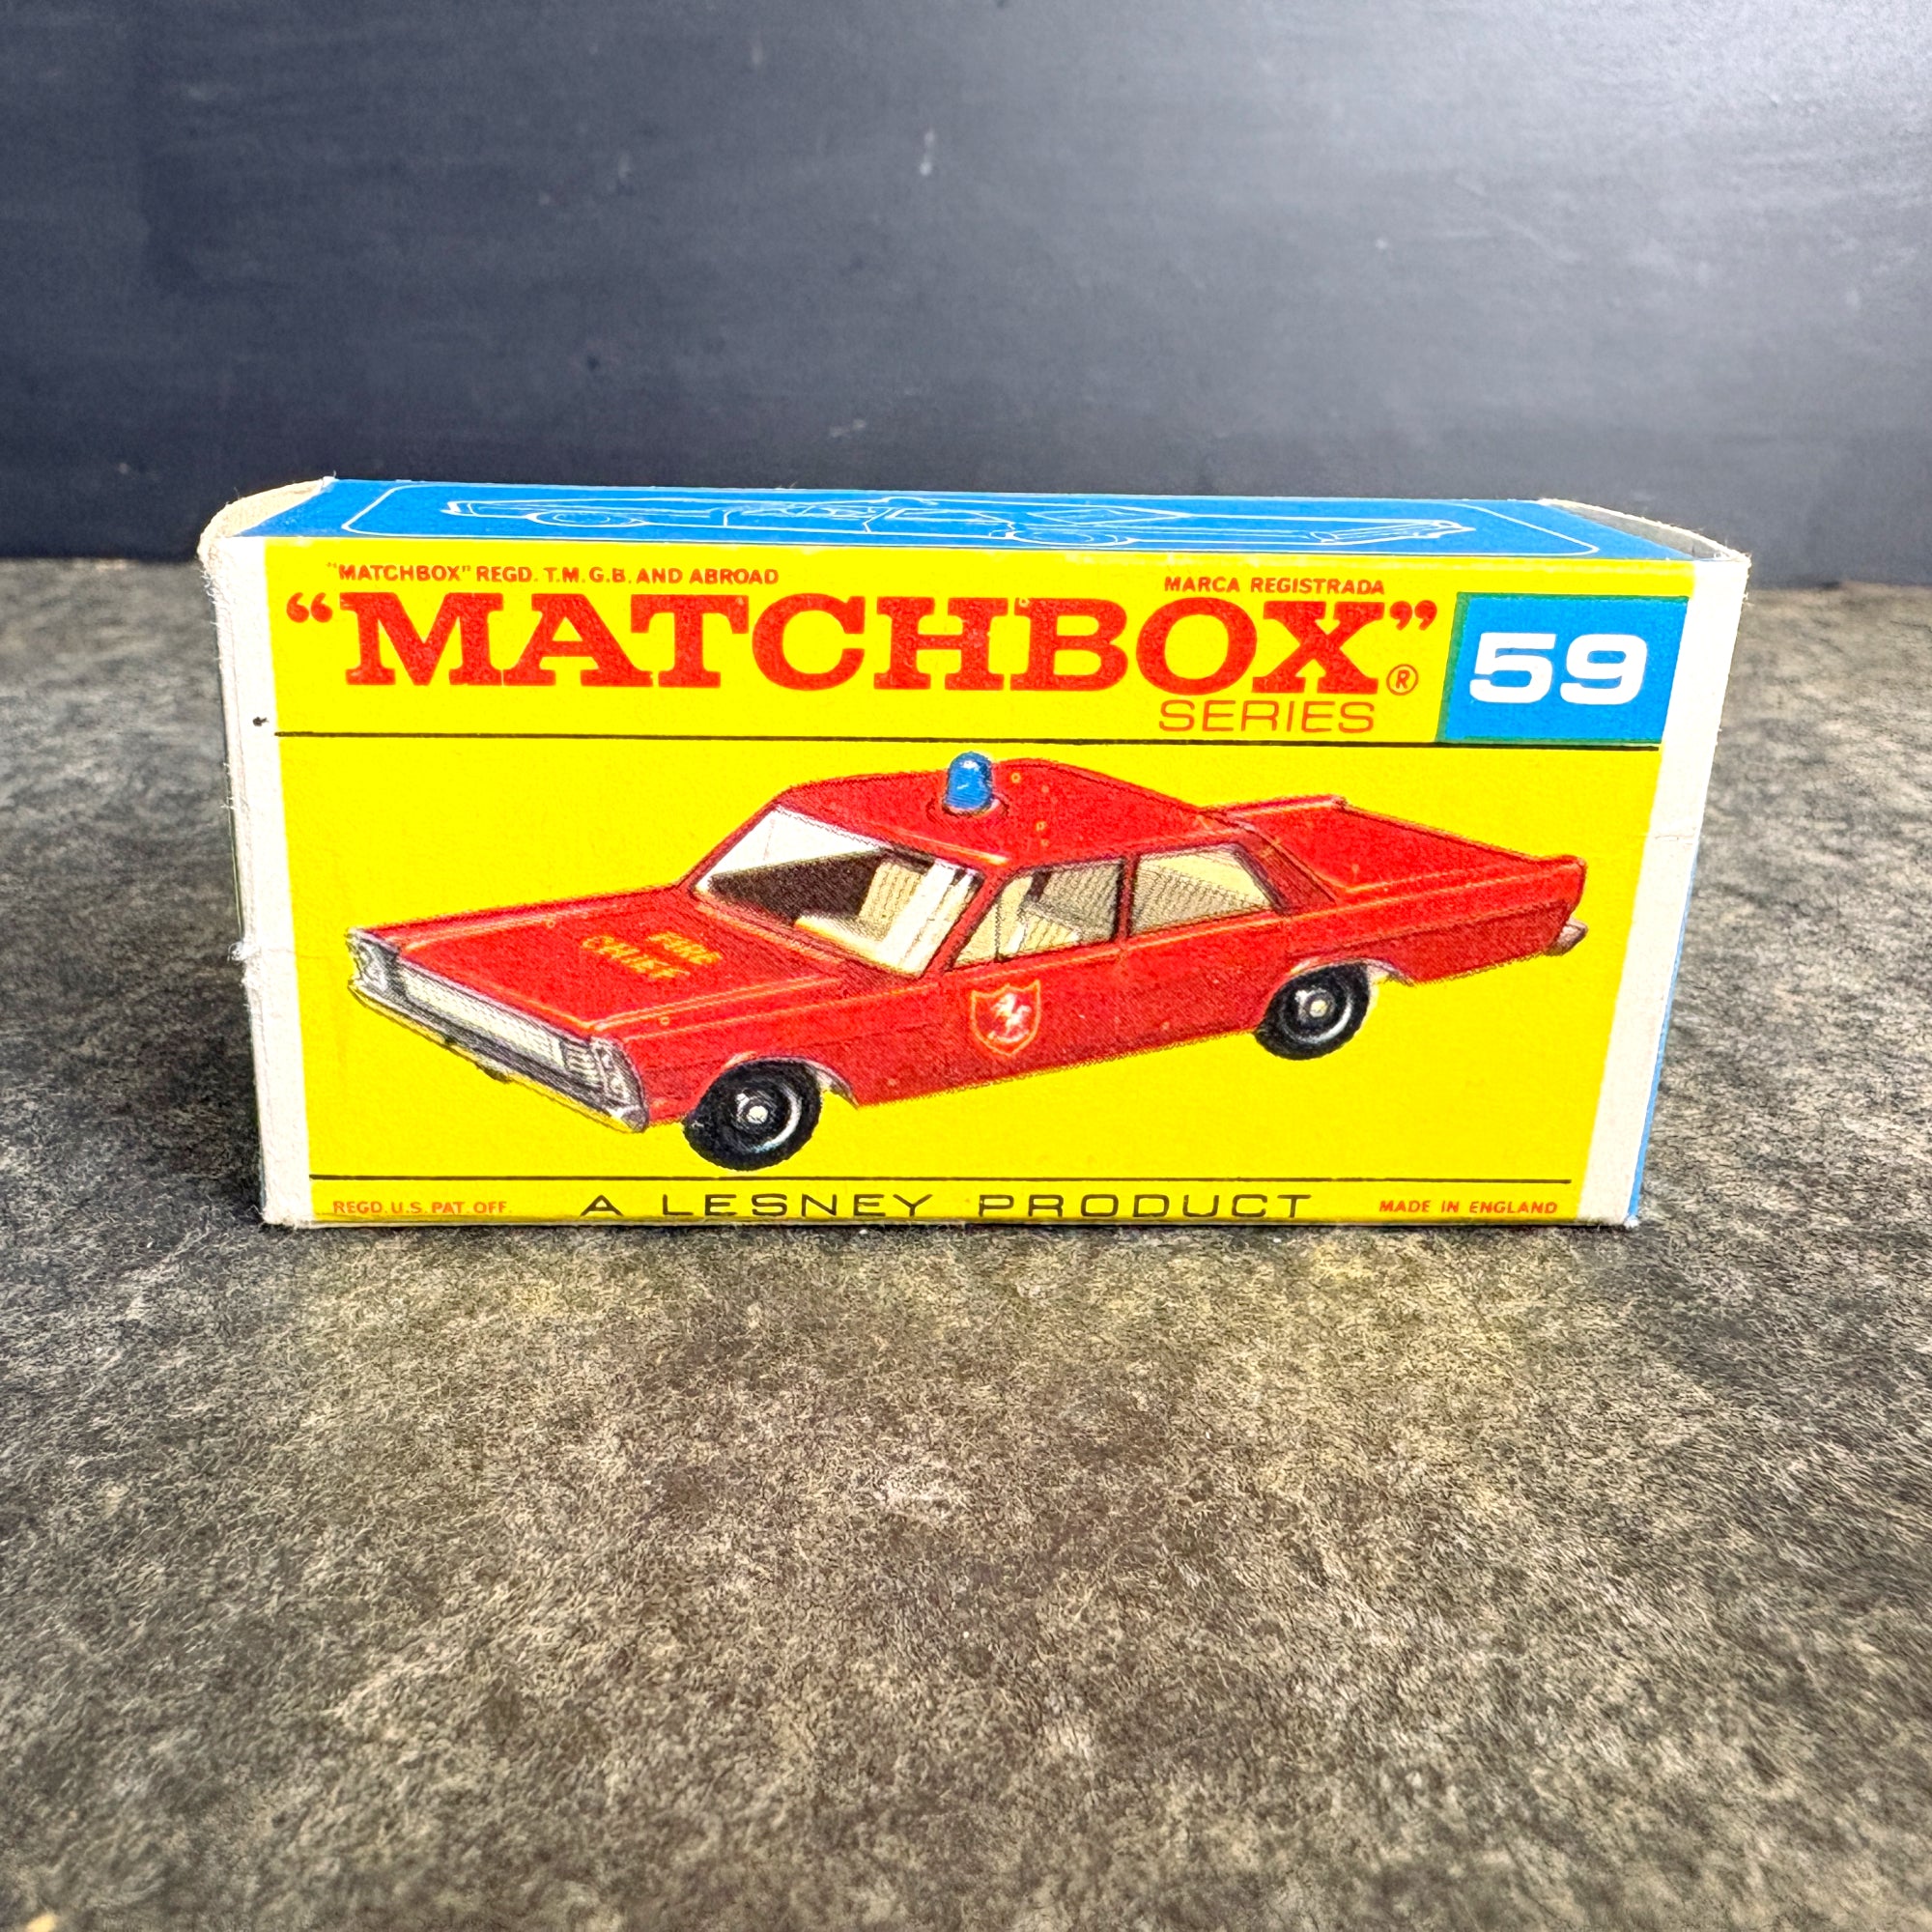 "MATCHBOX" REGD. T.M. G.B. AND ABROAD MARCA REGISTRADA
“MATCHBOX”®
SERIES
59
FIRE
CHIEF
REGD. U.S. PAT. OFF. A LESNEY PRODUCT MADE IN ENGLAND